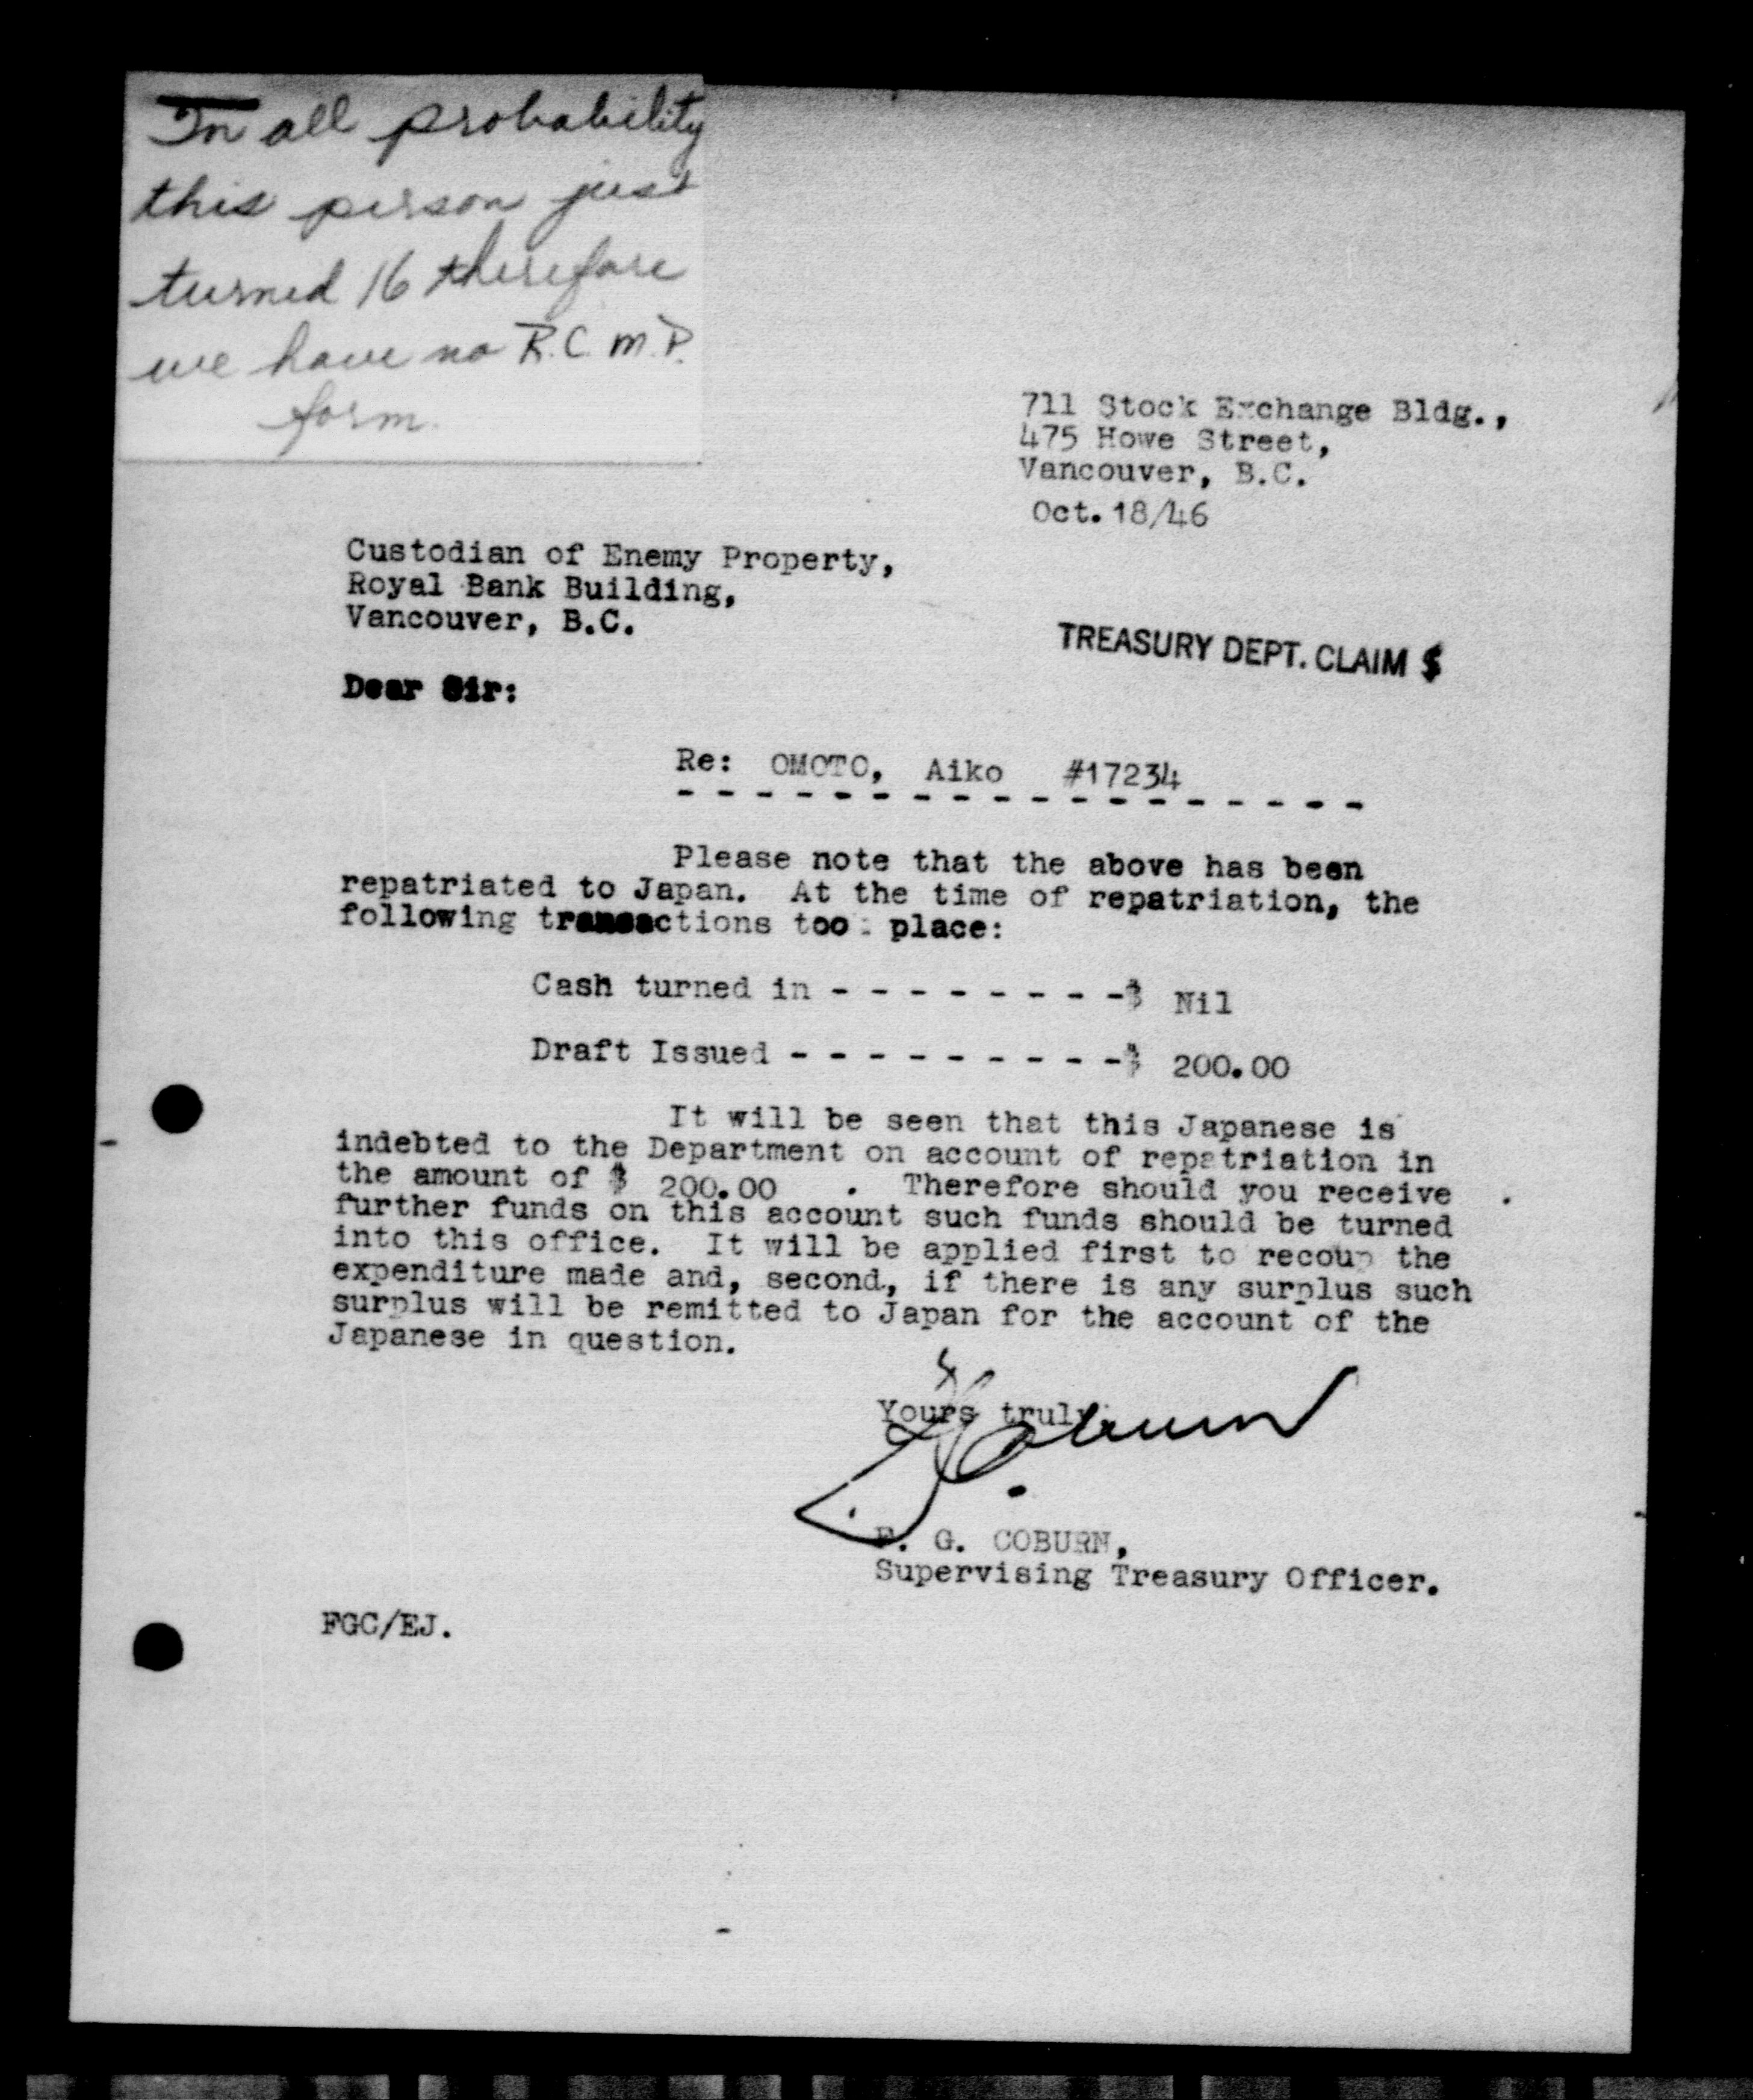 In all probability
this person just
turned 16 therefore
we have no R.C.M.P.
form.
711 Stock Exchange Bldg.,
475 Howe Street,
Vancouver, B.C.
Oct. 18/46
Custodian of Enemy Property,
Royal Bank Building,
Vancouver, B.C.
TREASURY DEPT. CLAIM $
Dear Sir:
Re: OMOTO, Aiko #17234
- - - - - - - - - - - - - - - - - -
Please note that the above has been
repatriated to Japan. At the time of repatriation, the
following transactions took place:
Cash turned in - - - - - - - -$ Nil
Draft Issued - - - - - - - - -$ 200.00
It will be seen that this Japanese is
indebted to the Department on account of repatriation in
the amount of $ 200.00 . Therefore should you receive
further funds on this account such funds should be turned
into this office. It will be applied first to recoup the
expenditure made and, second, if there is any surplus such
surplus will be remitted to Japan for the account of the
Japanese in question.
Yours truly
F. G. Coburn
F. G. COBURN,
Supervising Treasury Officer.
FGC/EJ.